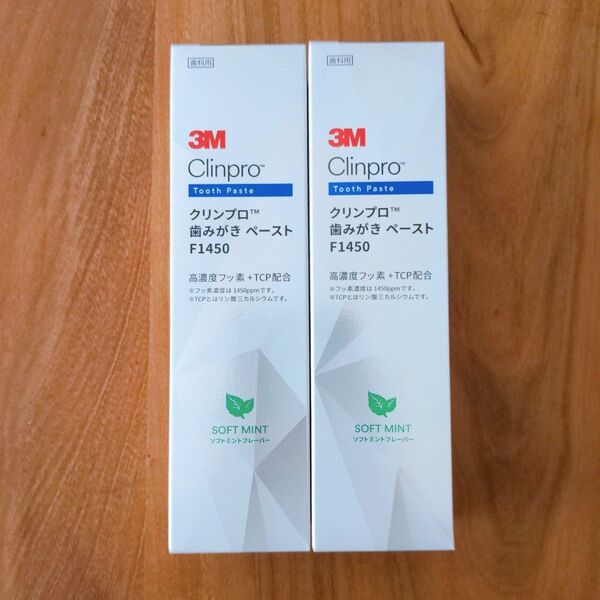 歯科用
3M
Clinpro™
Tooth Paste
クリンプロ™
歯みがき ペースト
F1450
高濃度フッ素 + TCP配合
※フッ素濃度は1450ppmです。
※TCPとはリン酸三カルシウムです。
SOFT MINT
ソフトミントフレーバー
歯科用
3M
Clinpro™
Tooth Paste
クリンプロ™
歯みがき ペースト
F1450
高濃度フッ素 + TCP配合
※フッ素濃度は1450ppmです。
※TCPとはリン酸三カルシウムです。
SOFT MINT
ソフトミントフレーバー